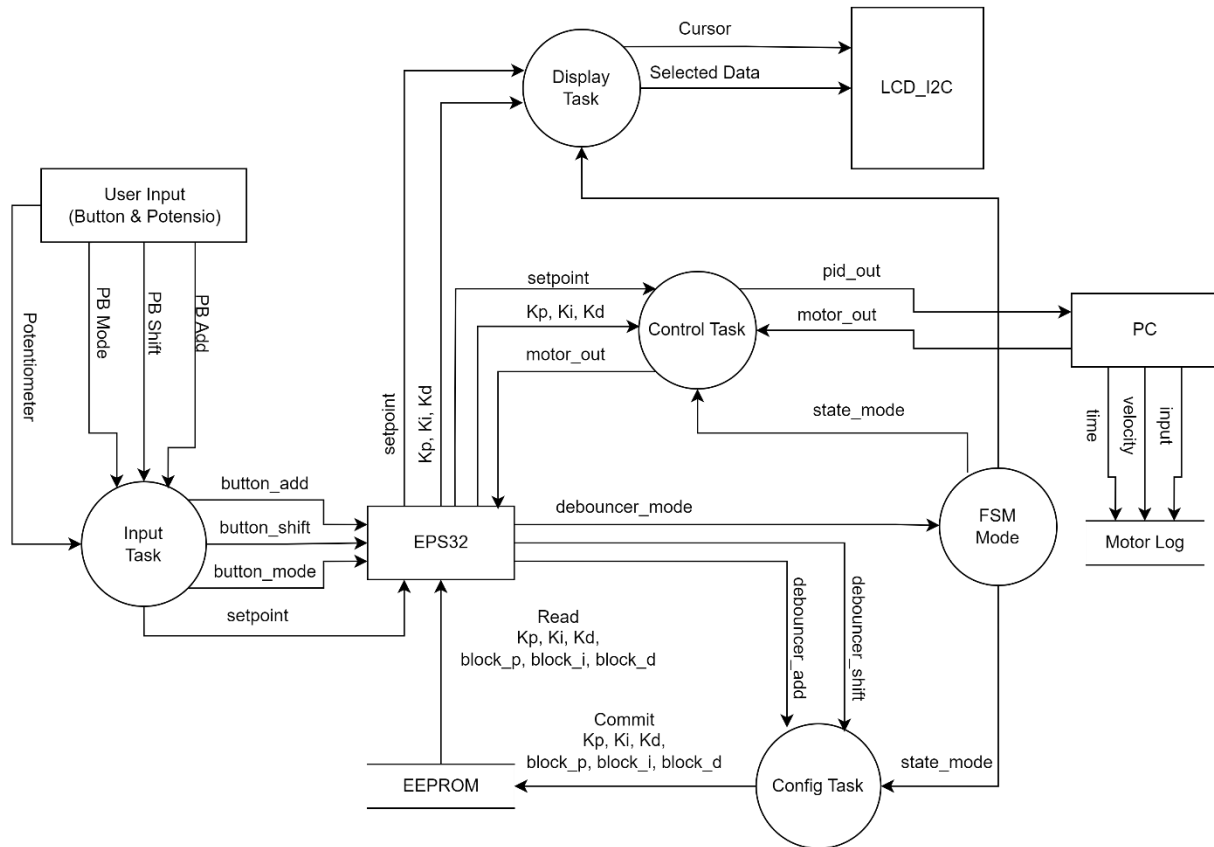 Cursor
Selected Data
Display
Task
LCD_I2C
User Input
(Button & Potensio)
Potentiometer
PB Mode
PB Shift
PB Add
setpoint
Kp, Ki, Kd
setpoint
Kp, Ki, Kd
motor_out
Control Task
pid_out
motor_out
PC
state_mode
time
velocity
input
Motor Log
Input
Task
button_add
button_shift
button_mode
setpoint
EPS32
debouncer_mode
FSM
Mode
debouncer_add
debouncer_shift
Read
Kp, Ki, Kd,
block_p, block_i, block_d
Commit
Kp, Ki, Kd,
block_p, block_i, block_d
EEPROM
Config Task
state_mode